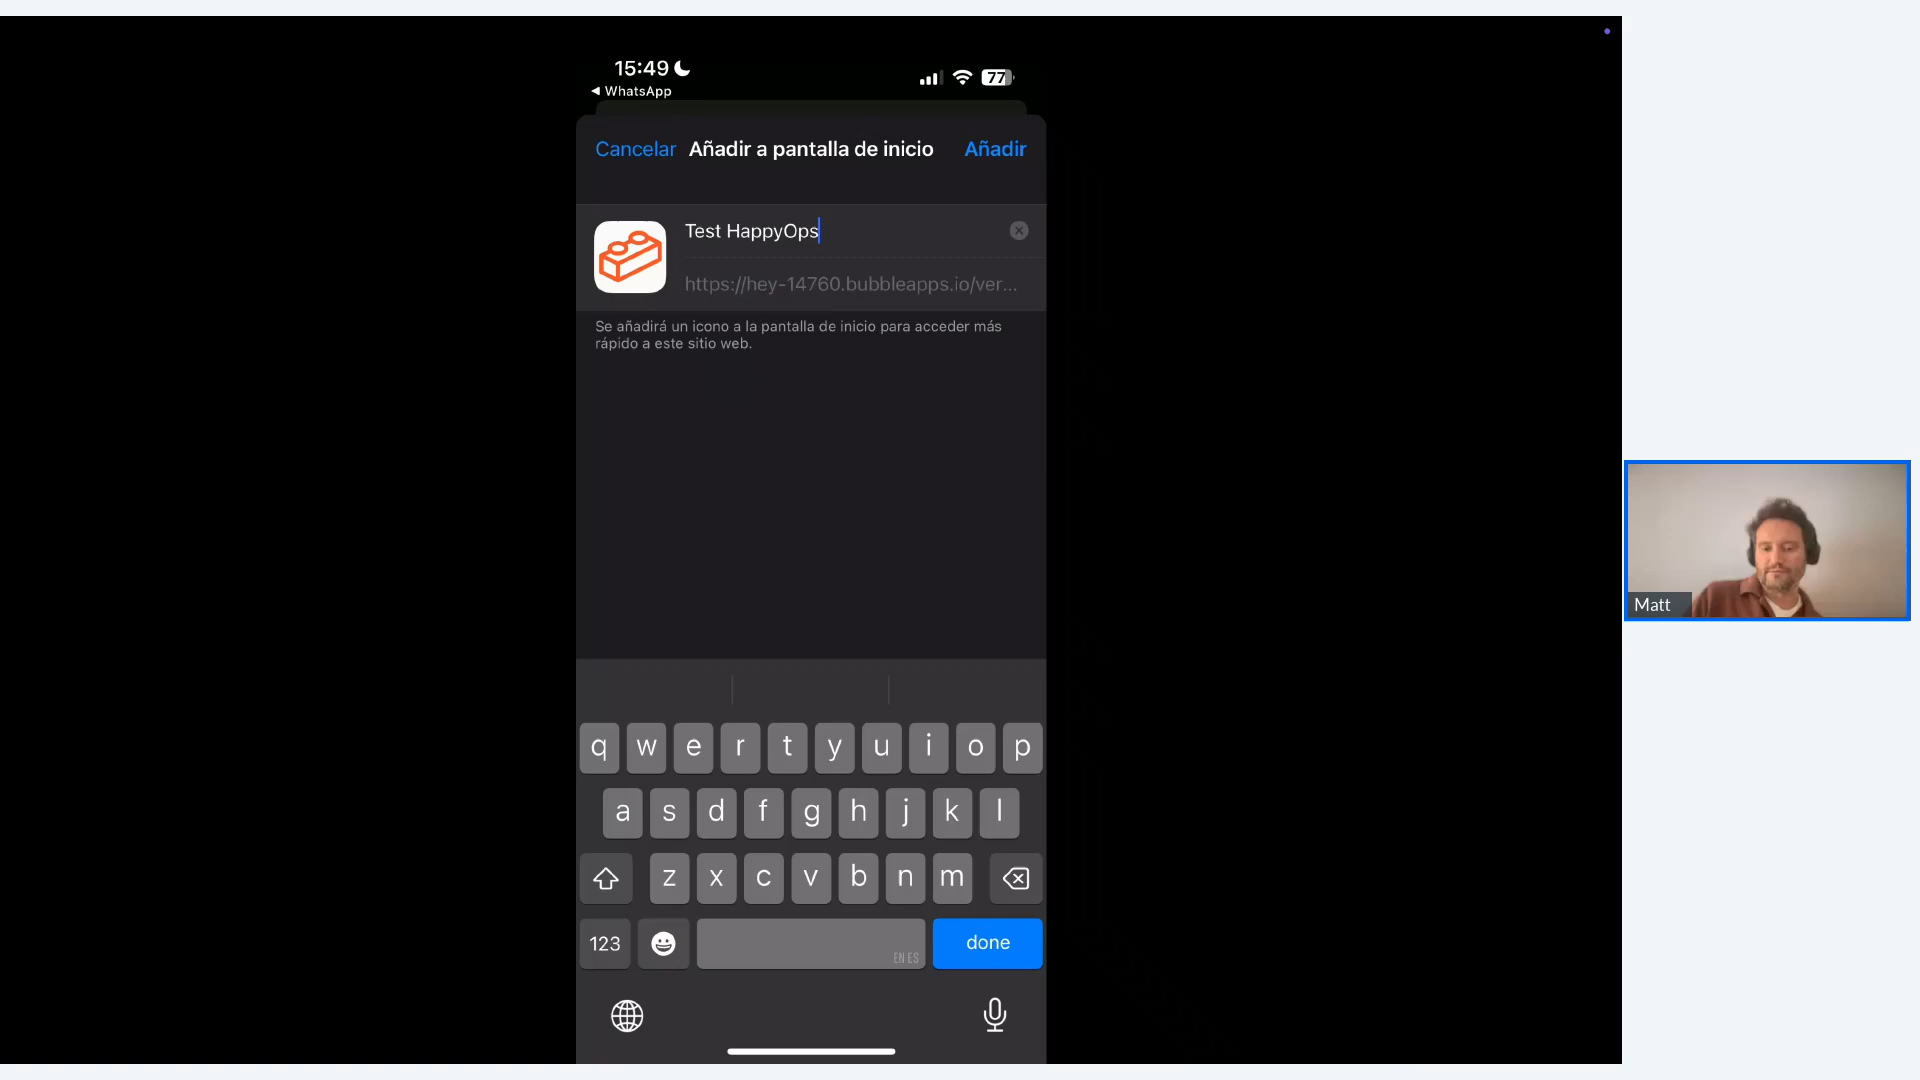 15:49
77
◀ WhatsApp
Cancelar Añadir a pantalla de inicio Añadir
Test HappyOps
https://hey-14760.bubbleapps.io/ver...
Se añadirá un icono a la pantalla de inicio para acceder más
rápido a este sitio web.
Matt
q w e r t y u i o p
a s d f g h j k l
z x c v b n m
123 EN ES done